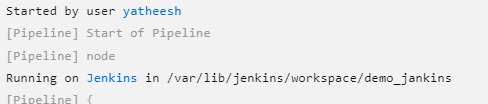 Started by user yatheesh
[Pipeline] Start of Pipeline
[Pipeline] node
Running on Jenkins in /var/lib/jenkins/workspace/demo_jankins
[Pipeline] {